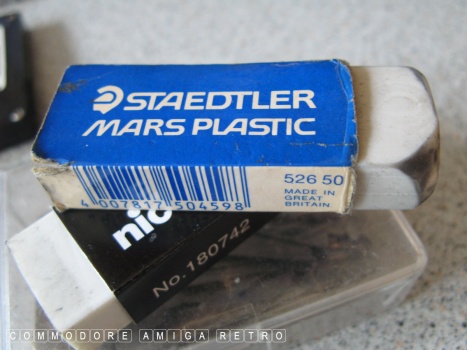 STAEDTLER
MARS PLASTIC
526 50
MADE IN
GREAT
BRITAIN
4 007817 504598
No.180742
COMMODORE AMIGA RETRO